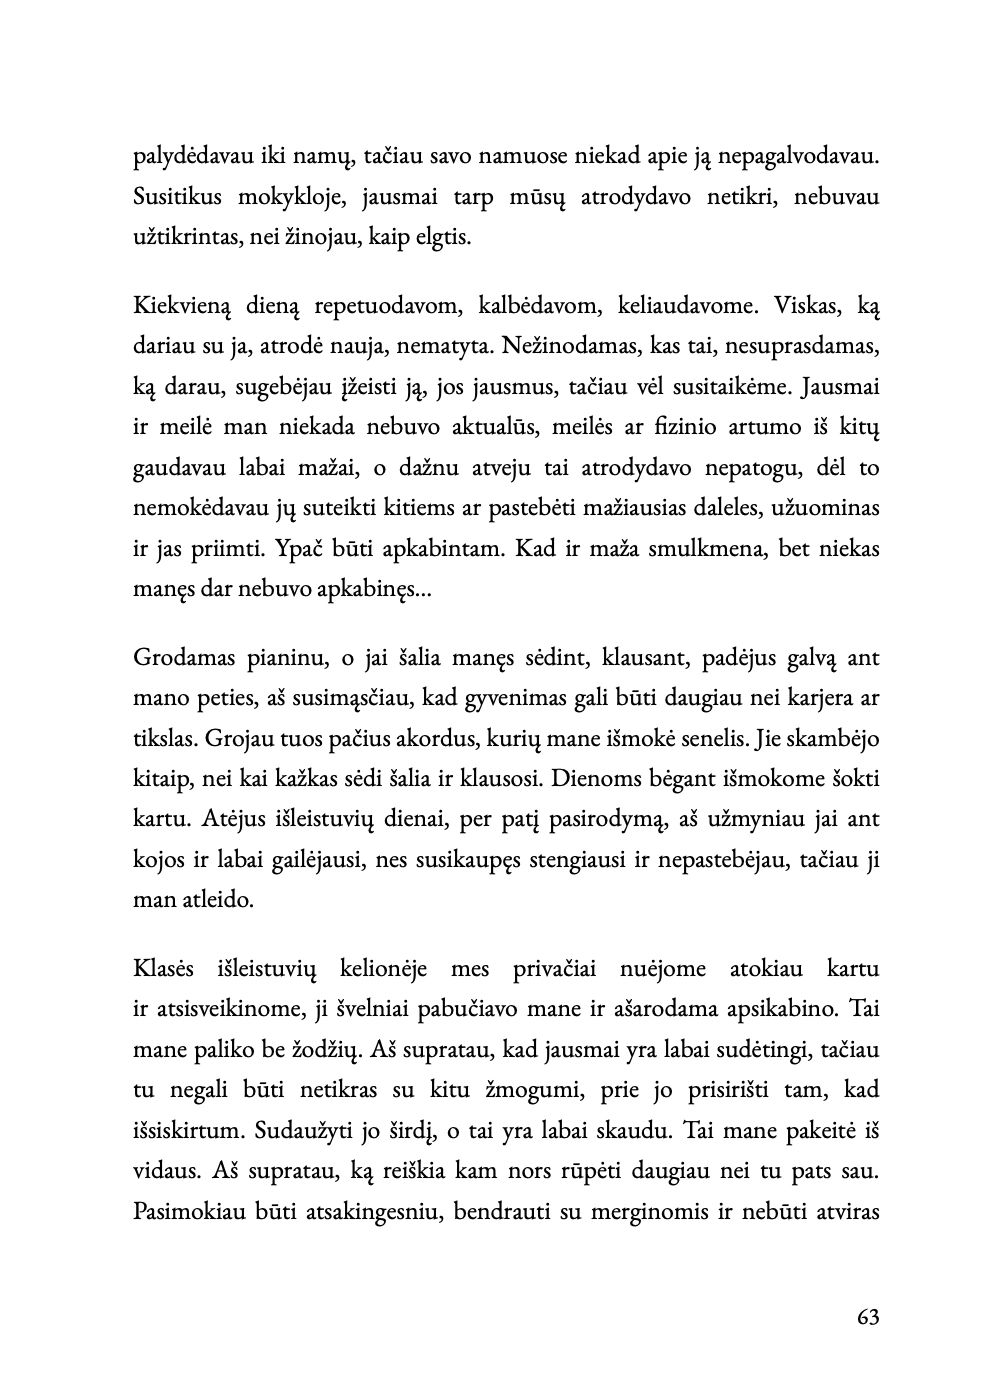 palydėdavau iki namų, tačiau savo namuose niekad apie ją nepagalvodavau.
Susitikus mokykloje, jausmai tarp mūsų atrodydavo netikri, nebuvau
užtikrintas, nei žinojau, kaip elgtis.
Kiekvieną dieną repetuodavom, kalbėdavom, keliaudavome. Viskas, ką
dariau su ja, atrodė nauja, nematyta. Nežinodamas, kas tai, nesuprasdamas,
ką darau, sugebėjau įžeisti ją, jos jausmus, tačiau vėl susitaikėme. Jausmai
ir meilė man niekada nebuvo aktualūs, meilės ar fizinio artumo iš kitų
gaudavau labai mažai, o dažnu atveju tai atrodydavo nepatogu, dėl to
nemokėdavau jų suteikti kitiems ar pastebėti mažiausias daleles, užuominas
ir jas priimti. Ypač būti apkabintam. Kad ir maža smulkmena, bet niekas
manęs dar nebuvo apkabinęs...
Grodamas pianinu, o jai šalia manęs sėdint, klausant, padėjus galvą ant
mano peties, aš susimąsčiau, kad gyvenimas gali būti daugiau nei karjera ar
tikslas. Grojau tuos pačius akordus, kurių mane išmokė senelis. Jie skambėjo
kitaip, nei kai kažkas sėdi šalia ir klausosi. Dienoms bėgant išmokome šokti
kartu. Atėjus išleistuvių dienai, per patį pasirodymą, aš užmyniau jai ant
kojos ir labai gailėjausi, nes susikaupęs stengiausi ir nepastebėjau, tačiau ji
man atleido.
Klasės išleistuvių kelionėje mes privačiai nuėjome atokiau kartu
ir atsisveikinome, ji švelniai pabučiavo mane ir ašarodama apsikabino. Tai
mane paliko be žodžių. Aš supratau, kad jausmai yra labai sudėtingi, tačiau
tu negali būti netikras su kitu žmogumi, prie jo prisirišti tam, kad
išsiskirtum. Sudaužyti jo širdį, o tai yra labai skaudu. Tai mane pakeitė iš
vidaus. Aš supratau, ką reiškia kam nors rūpėti daugiau nei tu pats sau.
Pasimokiau būti atsakingesniu, bendrauti su merginomis ir nebūti atviras
63